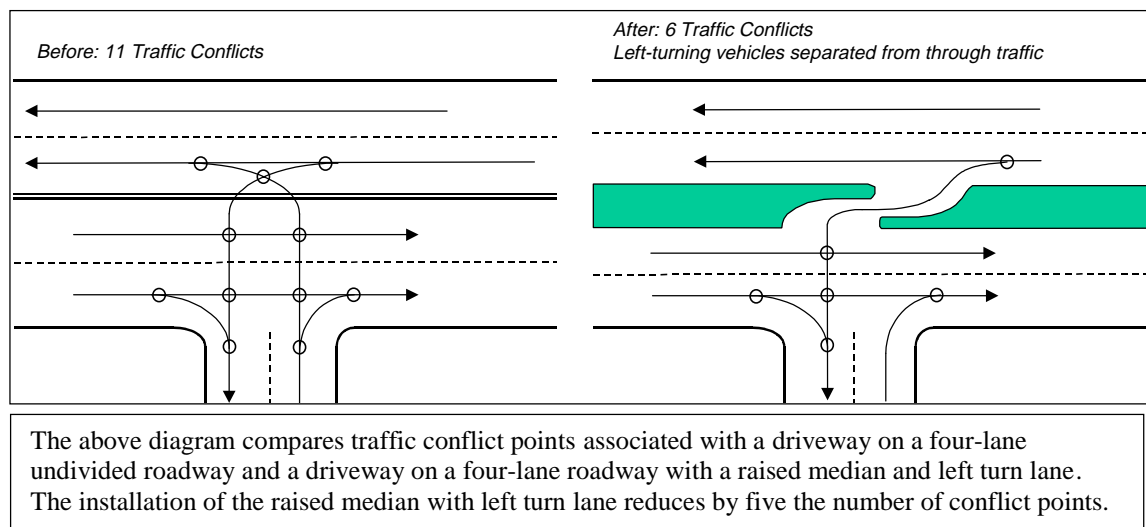 Before: 11 Traffic Conflicts
After: 6 Traffic Conflicts
Left-turning vehicles separated from through traffic
The above diagram compares traffic conflict points associated with a driveway on a four-lane
undivided roadway and a driveway on a four-lane roadway with a raised median and left turn lane.
The installation of the raised median with left turn lane reduces by five the number of conflict points.